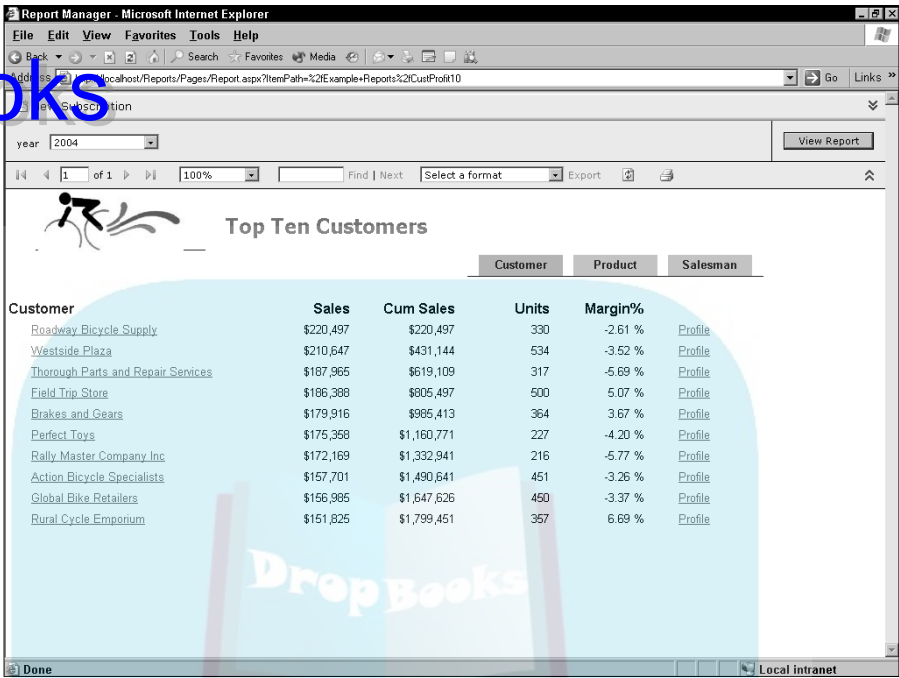 Report Manager - Microsoft Internet Explorer
File Edit View Favorites Tools Help
Back Search Favorites Media
oks
localhost/Reports/Pages/Report.aspx?ItemPath=%2fExample+Reports%2fCustProfit10 Go Links »
Subscription
year 2004 View Report
1 of 1 100% Find | Next Select a format Export
Top Ten Customers
Customer Product Salesman
Customer Sales Cum Sales Units Margin%
Roadway Bicycle Supply $220,497 $220,497 330 -2.61 % Profile
Westside Plaza $210,647 $431,144 534 -3.52 % Profile
Thorough Parts and Repair Services $187,965 $619,109 317 -5.69 % Profile
Field Trip Store $186,388 $805,497 500 5.07 % Profile
Brakes and Gears $179,916 $985,413 364 3.67 % Profile
Perfect Toys $175,358 $1,160,771 227 -4.20 % Profile
Rally Master Company Inc $172,169 $1,332,941 216 -5.77 % Profile
Action Bicycle Specialists $157,701 $1,490,641 451 -3.26 % Profile
Global Bike Retailers $156,985 $1,647,626 450 -3.37 % Profile
Rural Cycle Emporium $151,825 $1,799,451 357 6.69 % Profile
DropBooks
Done Local intranet